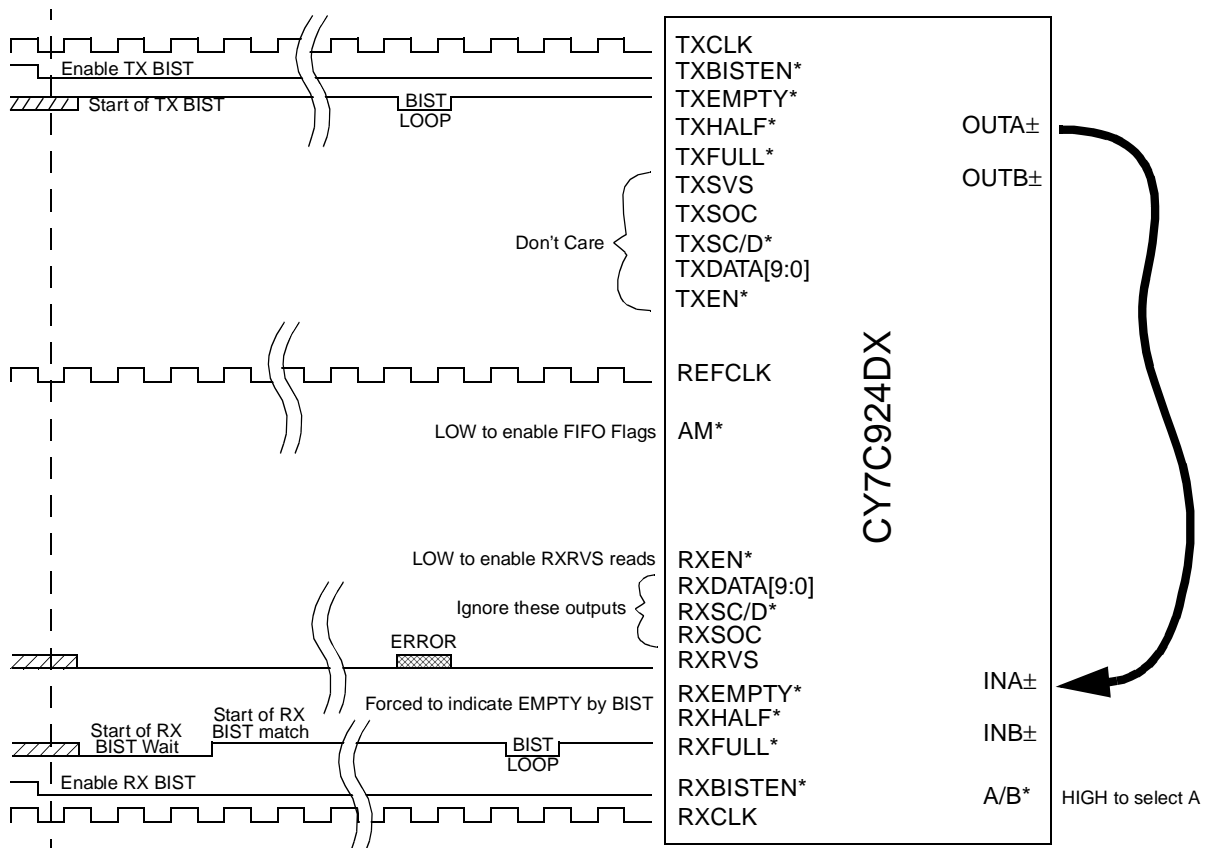 TXCLK
Enable TX BIST
TXBISTEN*
Start of TX BIST
BIST
LOOP
TXEMPTY*
TXHALF*
OUTA±
TXFULL*
TXSVS
OUTB±
TXSOC
Don't Care
TXSC/D*
TXDATA[9:0]
TXEN*
CY7C924DX
REFCLK
LOW to enable FIFO Flags
AM*
LOW to enable RXRVS reads
RXEN*
RXDATA[9:0]
Ignore these outputs
RXSC/D*
RXSOC
ERROR
RXRVS
INA±
Forced to indicate EMPTY by BIST
RXEMPTY*
RXHALF*
Start of RX
BIST Wait
Start of RX
BIST match
BIST
LOOP
RXFULL*
INB±
Enable RX BIST
RXBISTEN*
A/B*
HIGH to select A
RXCLK